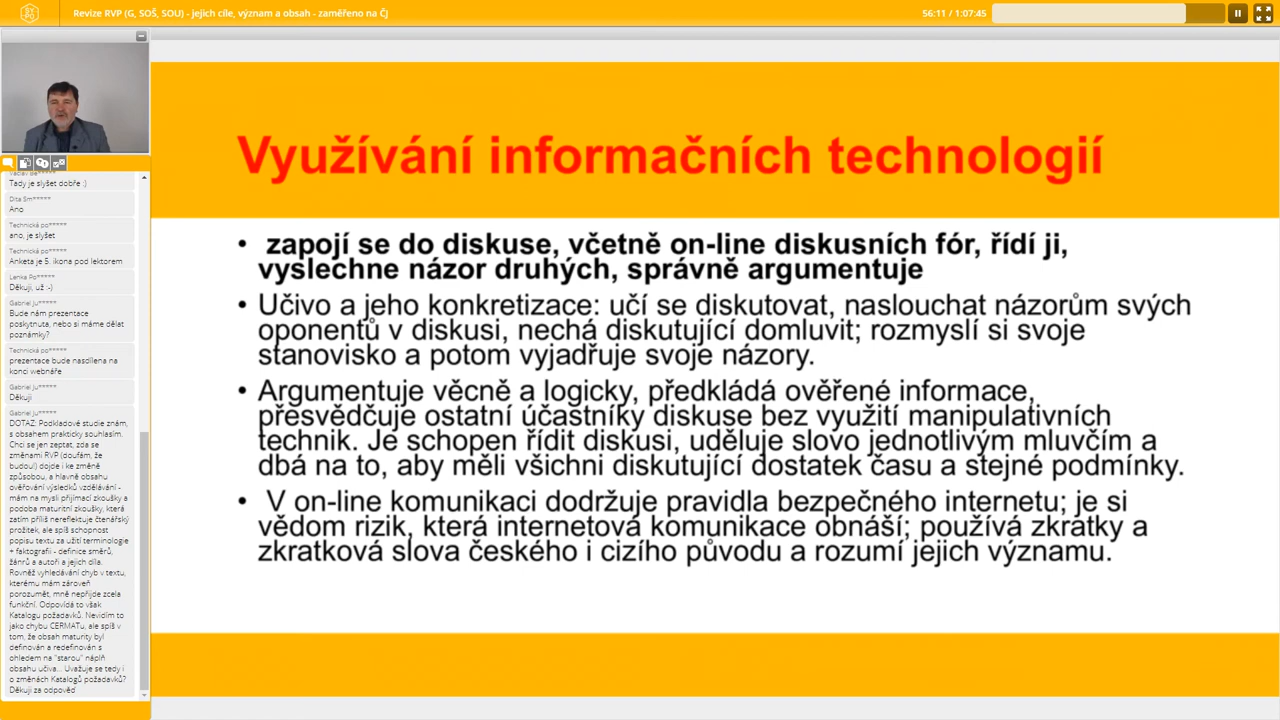 Revize RVP (G, SOŠ, SOU) - jejich cíle, význam a obsah - zaměřeno na Čj
56:11 / 1:07:45
Tady je slyšet dobře :)
Dita Sm*****
Ano
Technická po*****
ano, je slyšet
Technická po*****
Anketa je 5. ikona pod lektorem
Lenka Po*****
Děkuji, už :-)
Gabriel Ju*****
Bude nám prezentace
poskytnuta, nebo si máme dělat
poznámky?
Technická po*****
prezentace bude nasdílena na
konci webináře
Gabriel Ju*****
Děkuji
Gabriel Ju*****
DOTAZ: Podkladové studie znám,
s obsahem prakticky souhlasím.
Chci se jen zeptat, zda se
změnami RVP (doufám, že
budou!) dojde i ke změně
způsobou, a hlavně obsahu
ověřování výsledků vzdělávání -
mám na mysli přijímací zkoušky a
podoba maturitní zkoušky, která
zatím příliš nereflektuje čtenářský
prožitek, ale spíš schopnost
popisu textu za užití terminologie
+ faktografii - definice směrů,
žánrů a autoři a jejich díla.
Rovněž vyhledávání chyb v textu,
kterému mám zároveň
porozumět, mně nepřijde zcela
funkční. Odpovídá to však
Katalogu požadavků. Nevidím to
jako chybu CERMATu, ale spíš v
tom, že obsah maturity byl
definován a redefinován s
ohledem na "starou" náplň
obsahu učiva... Uvažuje se tedy i
o změnách Katalogů požadavků?
Děkuji za odpověď
Využívání informačních technologií
• zapojí se do diskuse, včetně on-line diskusních fór, řídí ji,
vyslechne názor druhých, správně argumentuje
• Učivo a jeho konkretizace: učí se diskutovat, naslouchat názorům svých
oponentů v diskusi, nechá diskutující domluvit; rozmyslí si svoje
stanovisko a potom vyjadřuje svoje názory.
• Argumentuje věcně a logicky, předkládá ověřené informace,
přesvědčuje ostatní účastníky diskuse bez využití manipulativních
technik. Je schopen řídit diskusi, uděluje slovo jednotlivým mluvčím a
dbá na to, aby měli všichni diskutující dostatek času a stejné podmínky.
• V on-line komunikaci dodržuje pravidla bezpečného internetu; je si
vědom rizik, která internetová komunikace obnáší; používá zkratky a
zkratková slova českého i cizího původu a rozumí jejich významu.